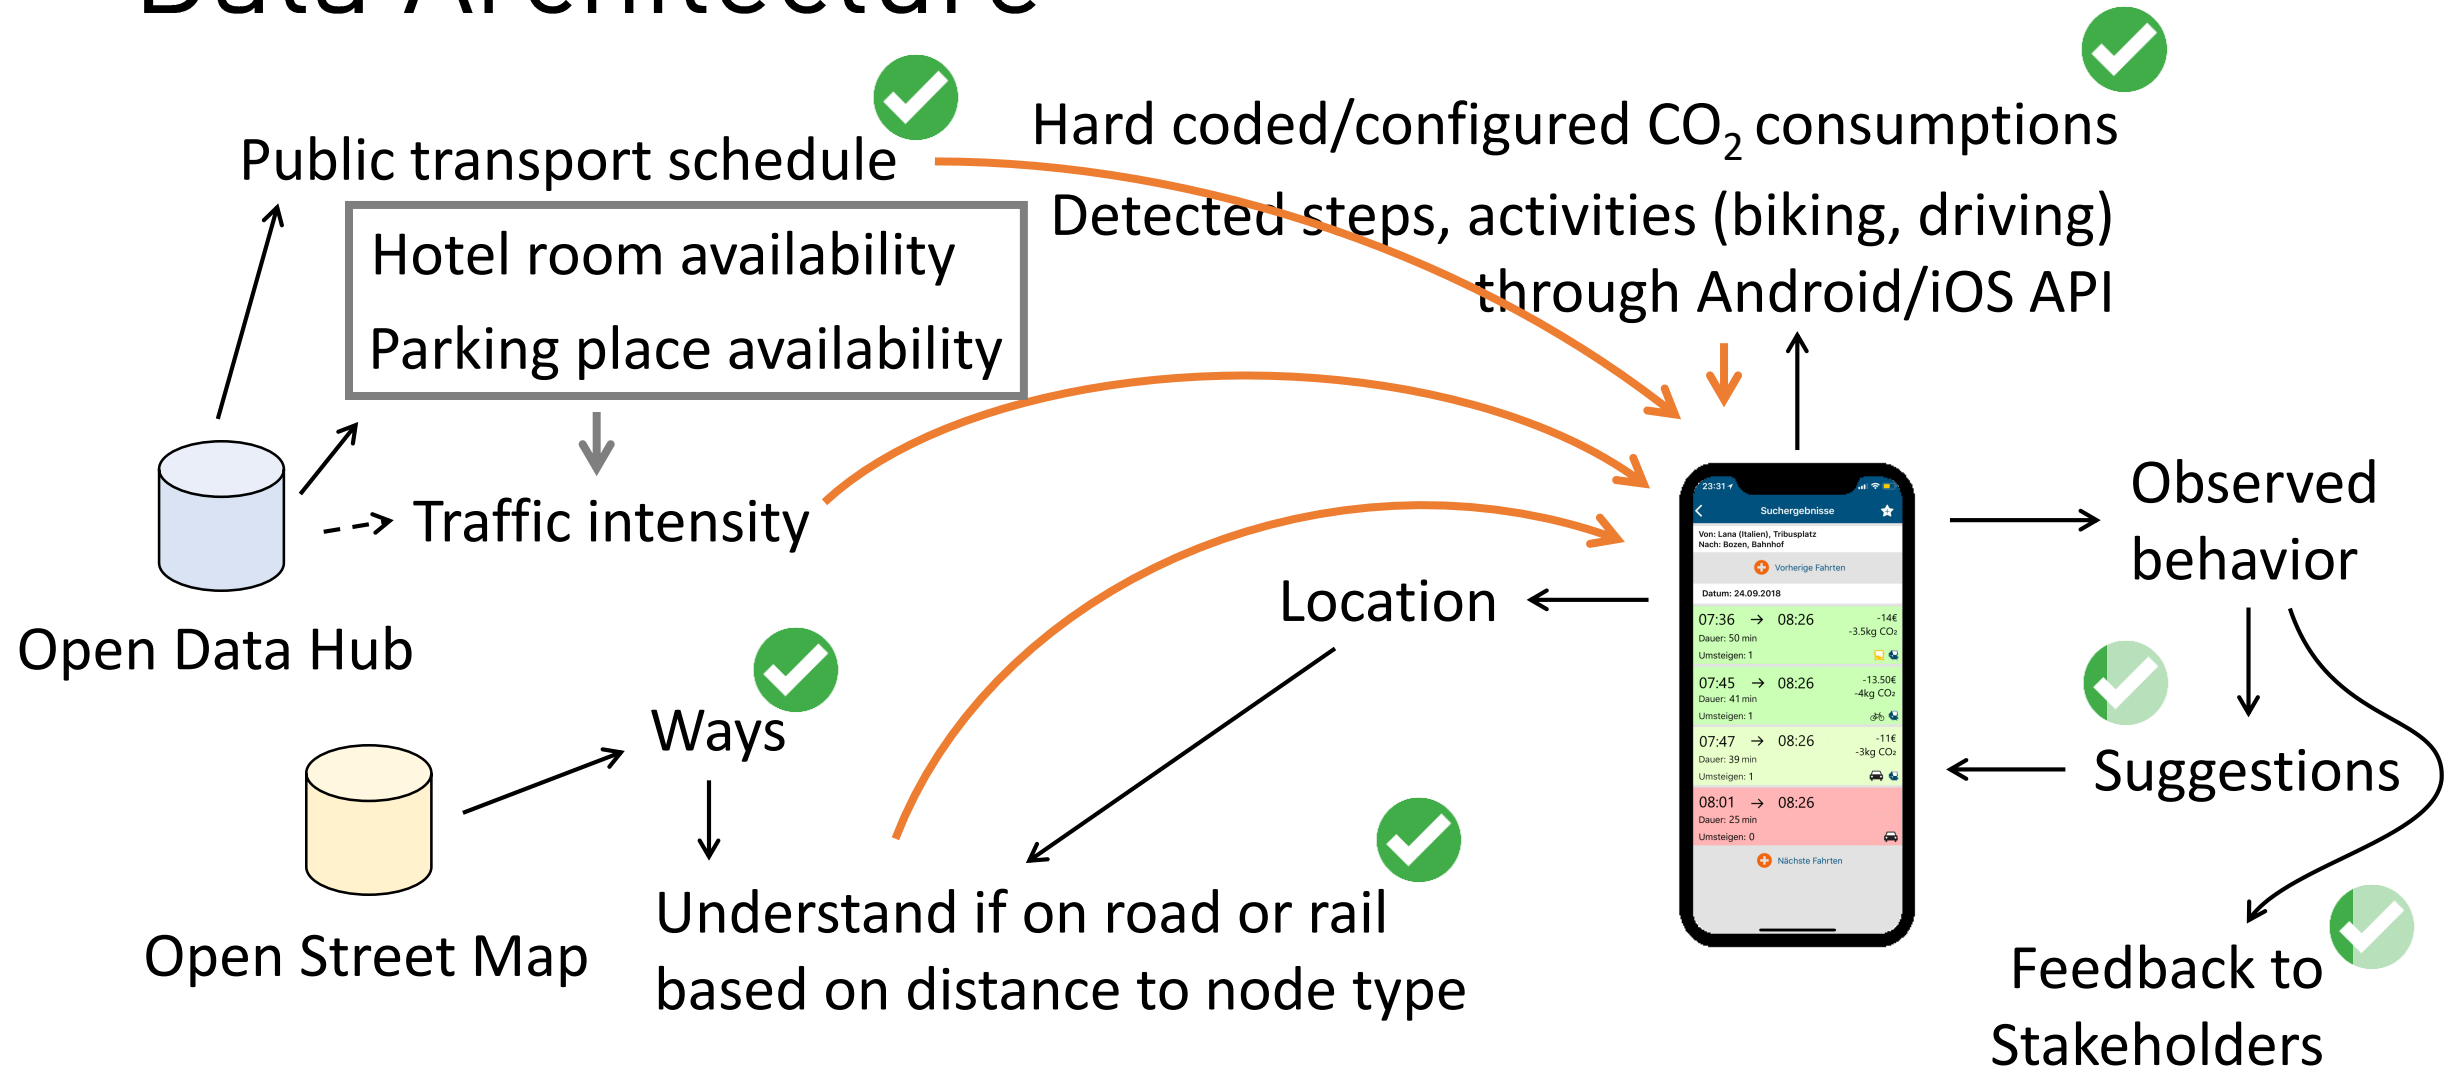 Data Architecture
Public transport schedule
Hard coded/configured CO₂ consumptions
Hotel room availability
Parking place availability
Detected steps, activities (biking, driving)
through Android/iOS API
Traffic intensity
Open Data Hub
Location
Observed
behavior
Suggestions
Feedback to
Stakeholders
Ways
Open Street Map
Understand if on road or rail
based on distance to node type
23:31
Suchergebnisse
Von: Lana (Italien), Tribusplatz
Nach: Bozen, Bahnhof
Vorherige Fahrten
Datum: 24.09.2018
07:36 → 08:26 -14€
Dauer: 50 min -3.5kg CO₂
Umsteigen: 1
07:45 → 08:26 -13.50€
Dauer: 41 min -4kg CO₂
Umsteigen: 1
07:47 → 08:26 -11€
Dauer: 39 min -3kg CO₂
Umsteigen: 1
08:01 → 08:26
Dauer: 25 min
Umsteigen: 0
Nächste Fahrten